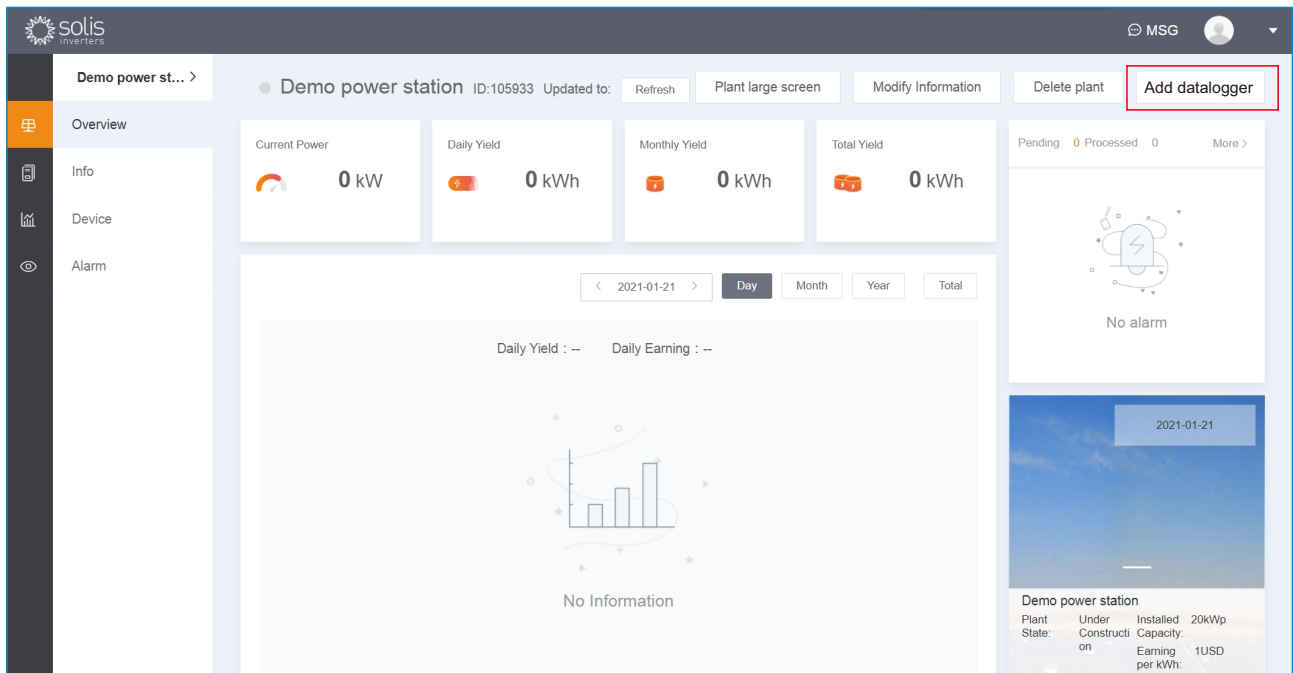 solis
inverters
MSG
Demo power st... >
Overview
Info
Device
Alarm
Demo power station ID:105933 Updated to: Refresh
Plant large screen
Modify Information
Delete plant
Add datalogger
Current Power
0 kW
Daily Yield
0 kWh
Monthly Yield
0 kWh
Total Yield
0 kWh
Pending 0 Processed 0 More >
No alarm
< 2021-01-21 > Day Month Year Total
Daily Yield : -- Daily Earning : --
No Information
2021-01-21
Demo power station
Plant State:
Under Constructi on
Installed Capacity:
20kWp
Earning per kWh:
1USD